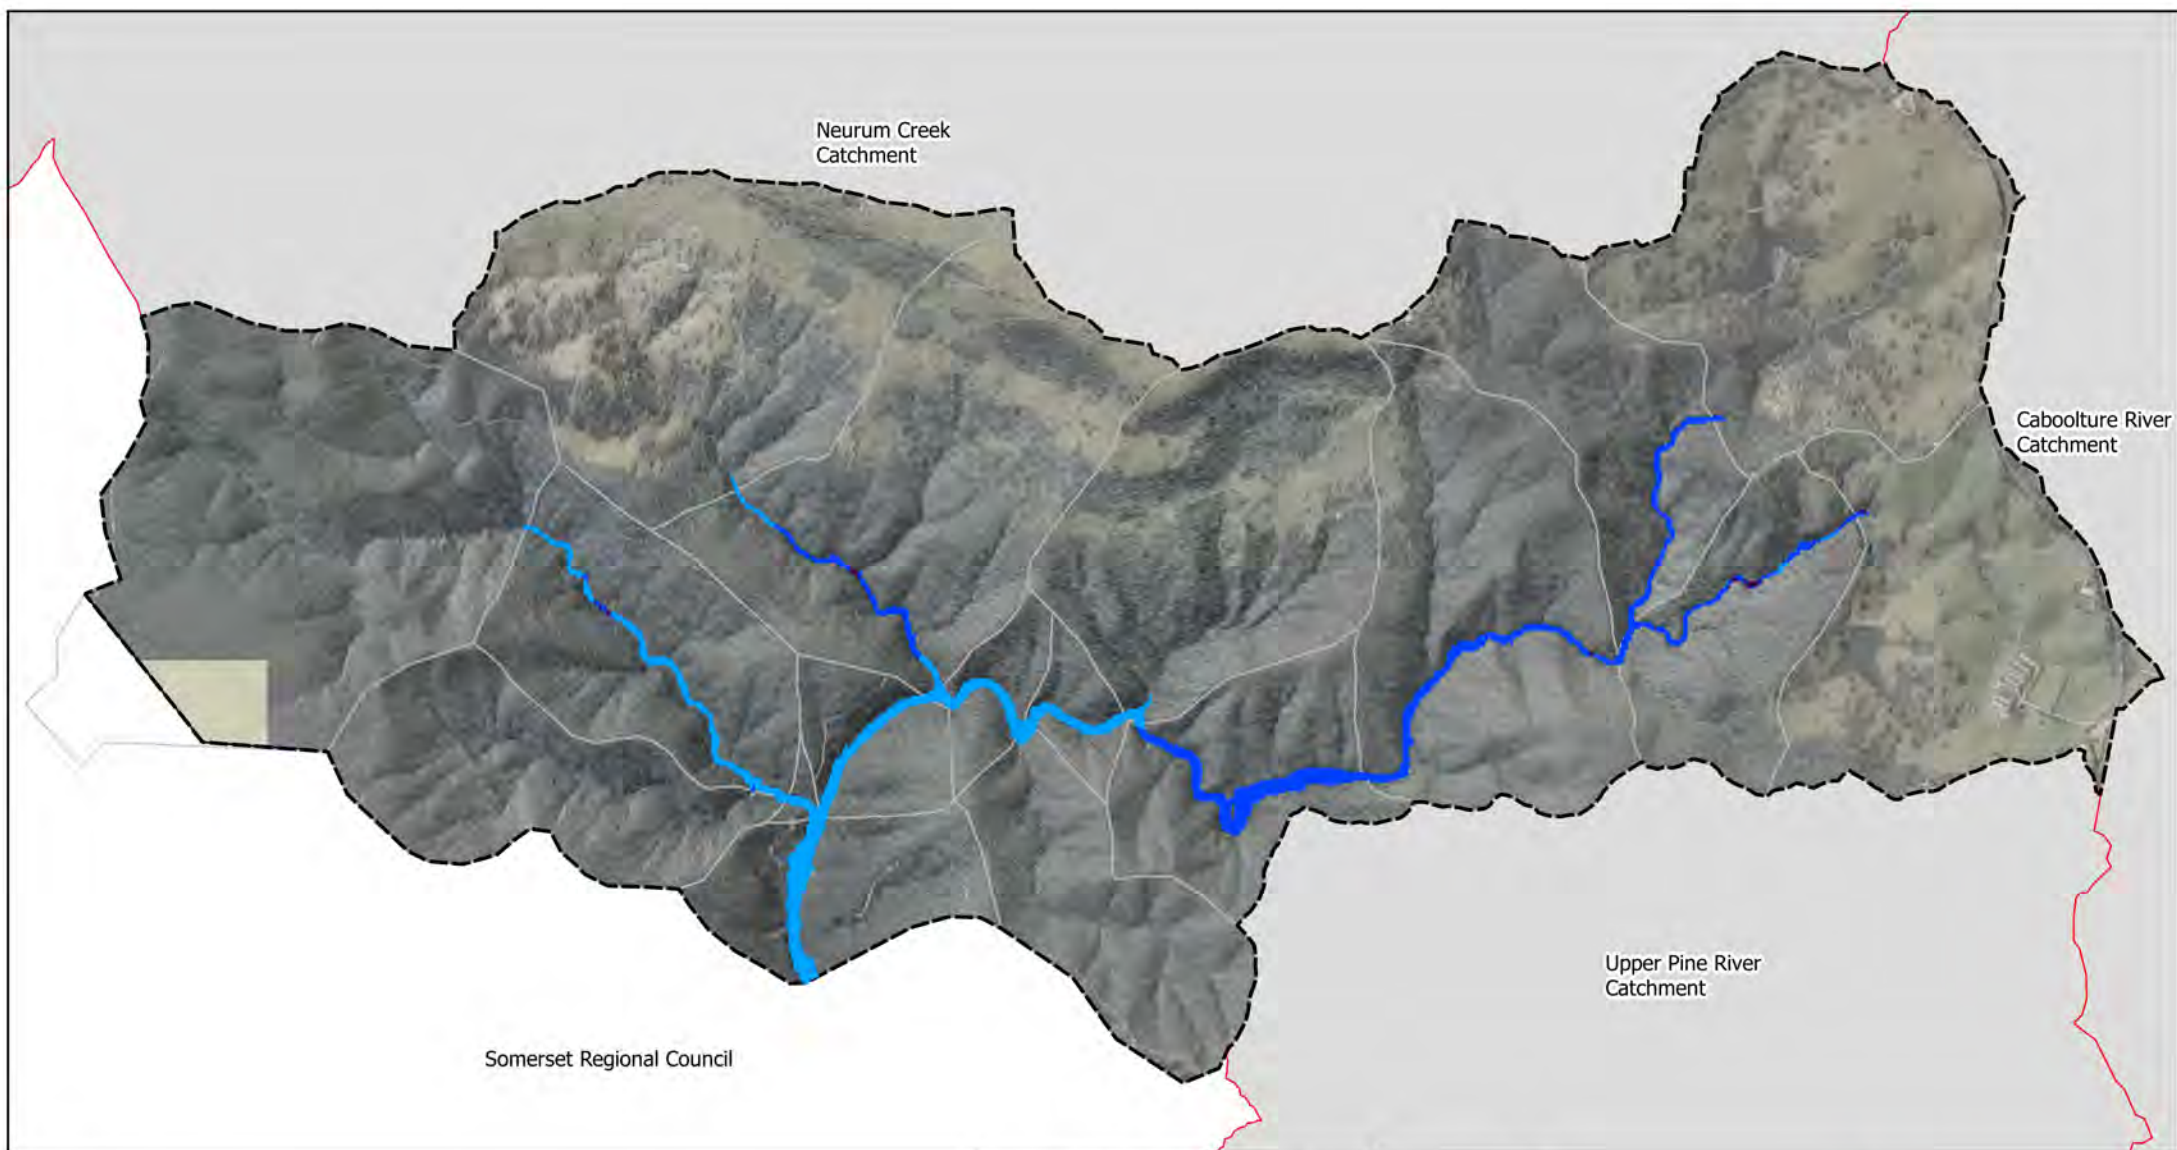 Neurum Creek
Catchment
Caboolture River
Catchment
Upper Pine River
Catchment
Somerset Regional Council